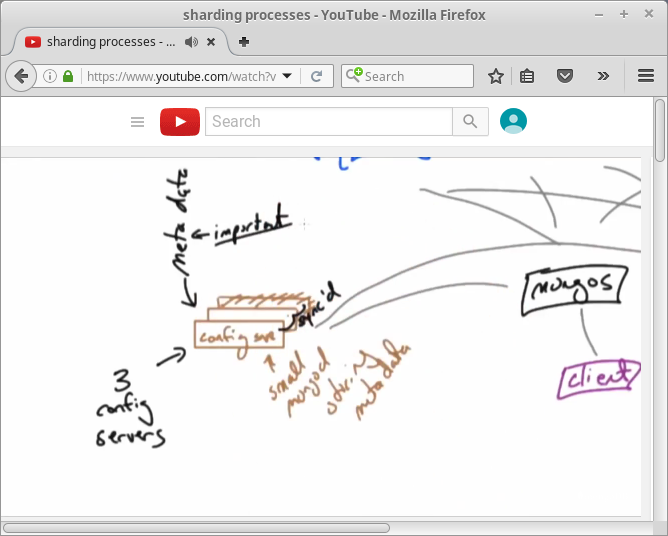 sharding processes - YouTube - Mozilla Firefox
sharding processes - ...
https://www.youtube.com/watch?v
Search
Search
meta data
important
sync'd
config svr
small
mongod
storing
meta data
3
config
servers
mongos
client